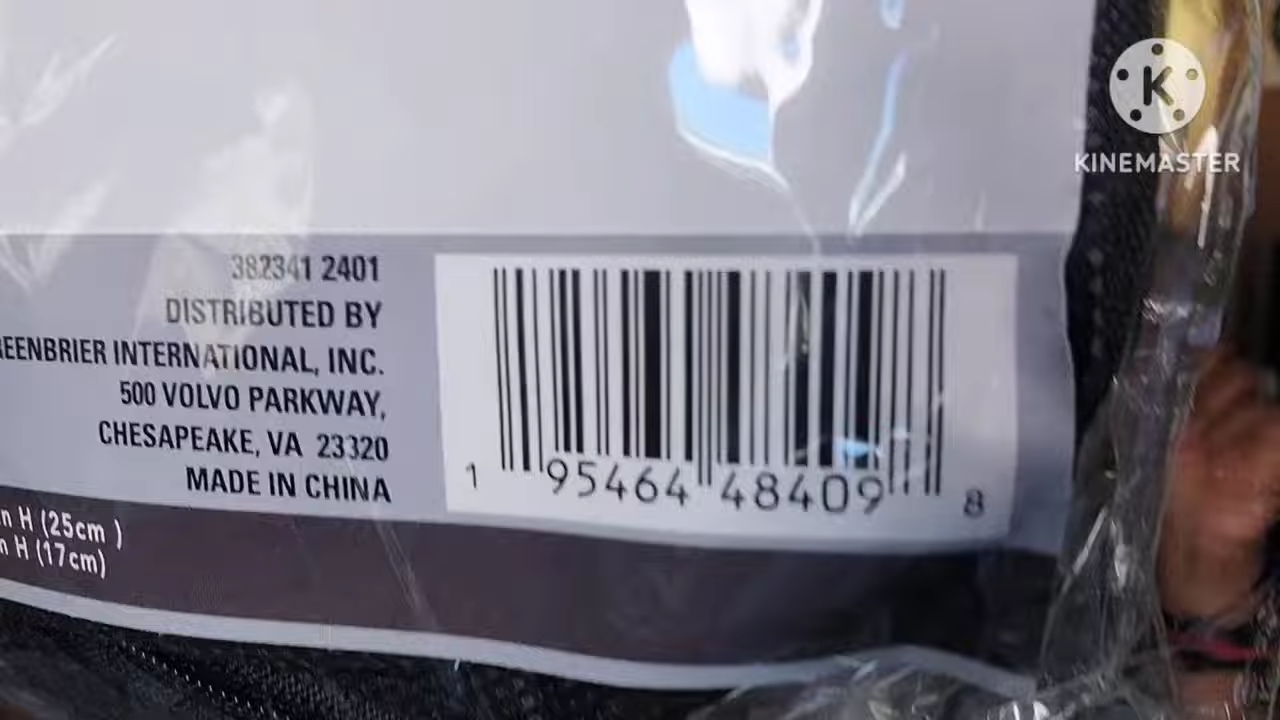 K
KINEMASTER
382341 2401
DISTRIBUTED BY
REENBRIER INTERNATIONAL, INC.
500 VOLVO PARKWAY,
CHESAPEAKE, VA 23320
MADE IN CHINA
1 95464 48409 8
n H (25cm )
n H (17cm)